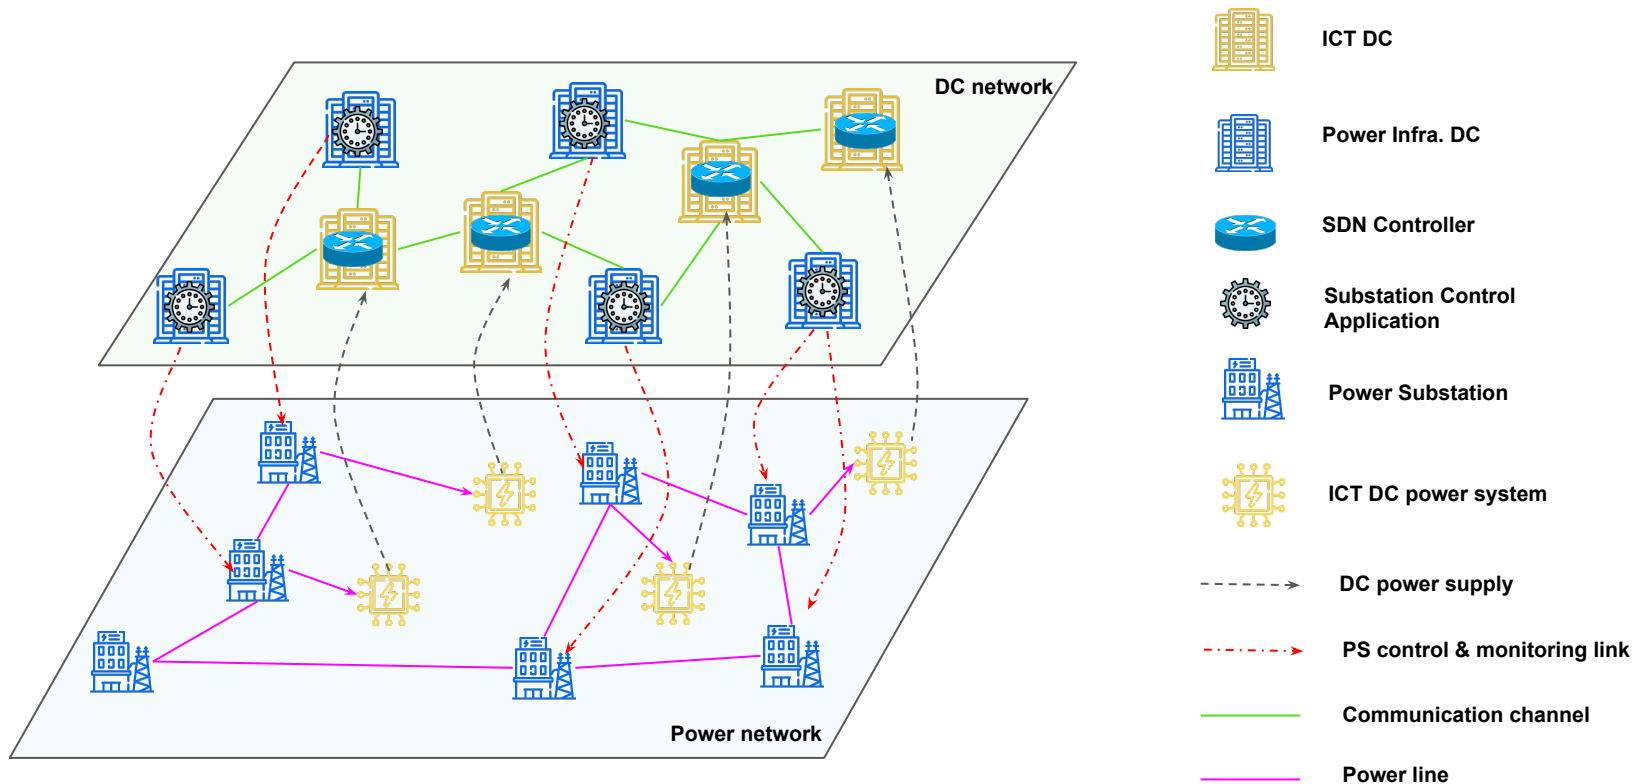 DC network
Power network
ICT DC
Power Infra. DC
SDN Controller
Substation Control
Application
Power Substation
ICT DC power system
DC power supply
PS control & monitoring link
Communication channel
Power line